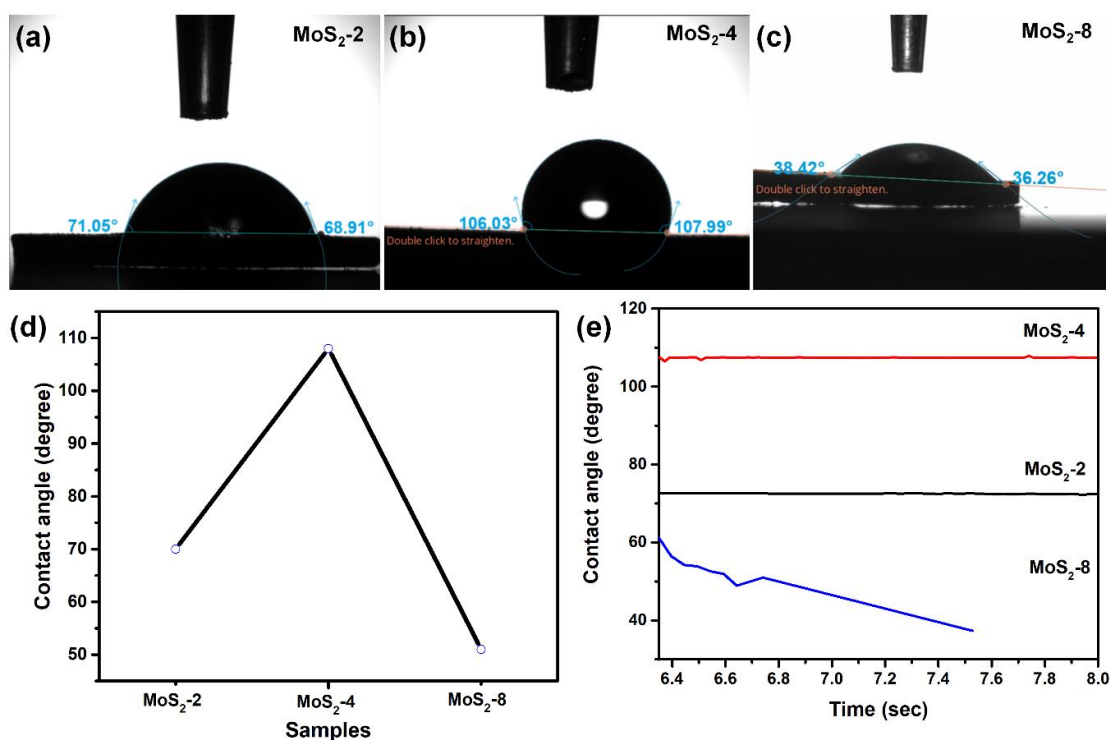 (a) MoS₂-2
71.05° 68.91°
(b) MoS₂-4
106.03° 107.99°
Double click to straighten.
(c) MoS₂-8
38.42° 36.26°
Double click to straighten.
(d)
Contact angle (degree)
110
100
90
80
70
60
50
MoS₂-2 MoS₂-4 MoS₂-8
Samples
(e)
Contact angle (degree)
120
100
80
60
40
MoS₂-4
MoS₂-2
MoS₂-8
6.4 6.6 6.8 7.0 7.2 7.4 7.6 7.8 8.0
Time (sec)